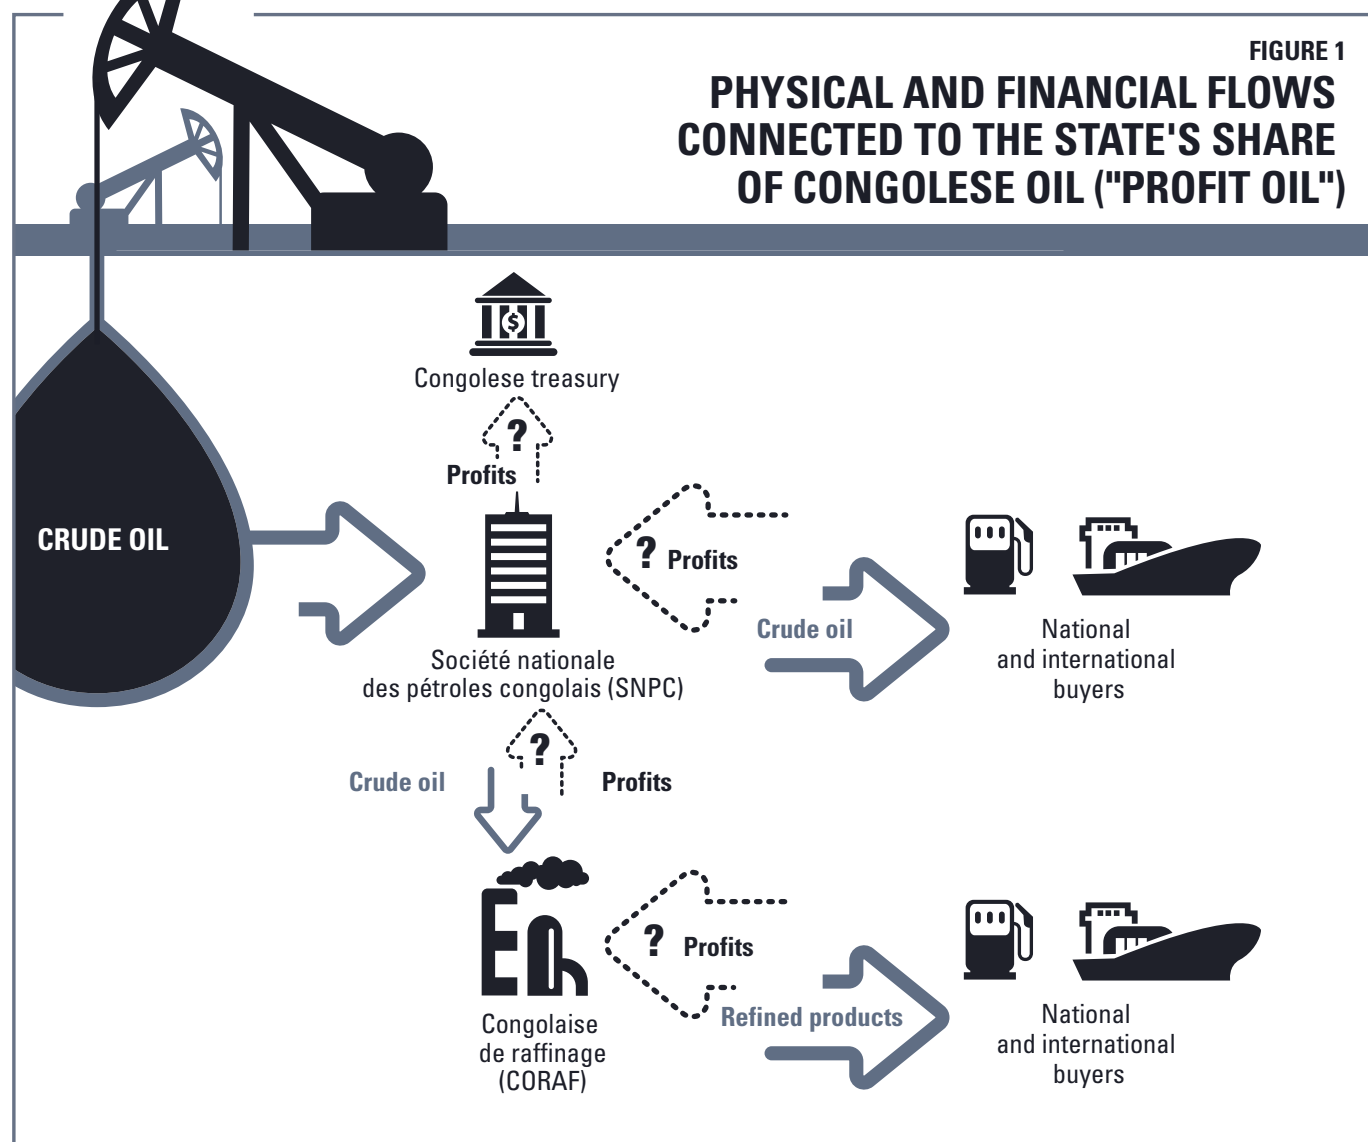 FIGURE 1
PHYSICAL AND FINANCIAL FLOWS
CONNECTED TO THE STATE'S SHARE
OF CONGOLESE OIL ("PROFIT OIL")
$
Congolese treasury
?
Profits
CRUDE OIL
? Profits
Crude oil
Société nationale
des pétroles congolais (SNPC)
National
and international
buyers
?
Crude oil
Profits
? Profits
Refined products
Congolaise
de raffinage
(CORAF)
National
and international
buyers